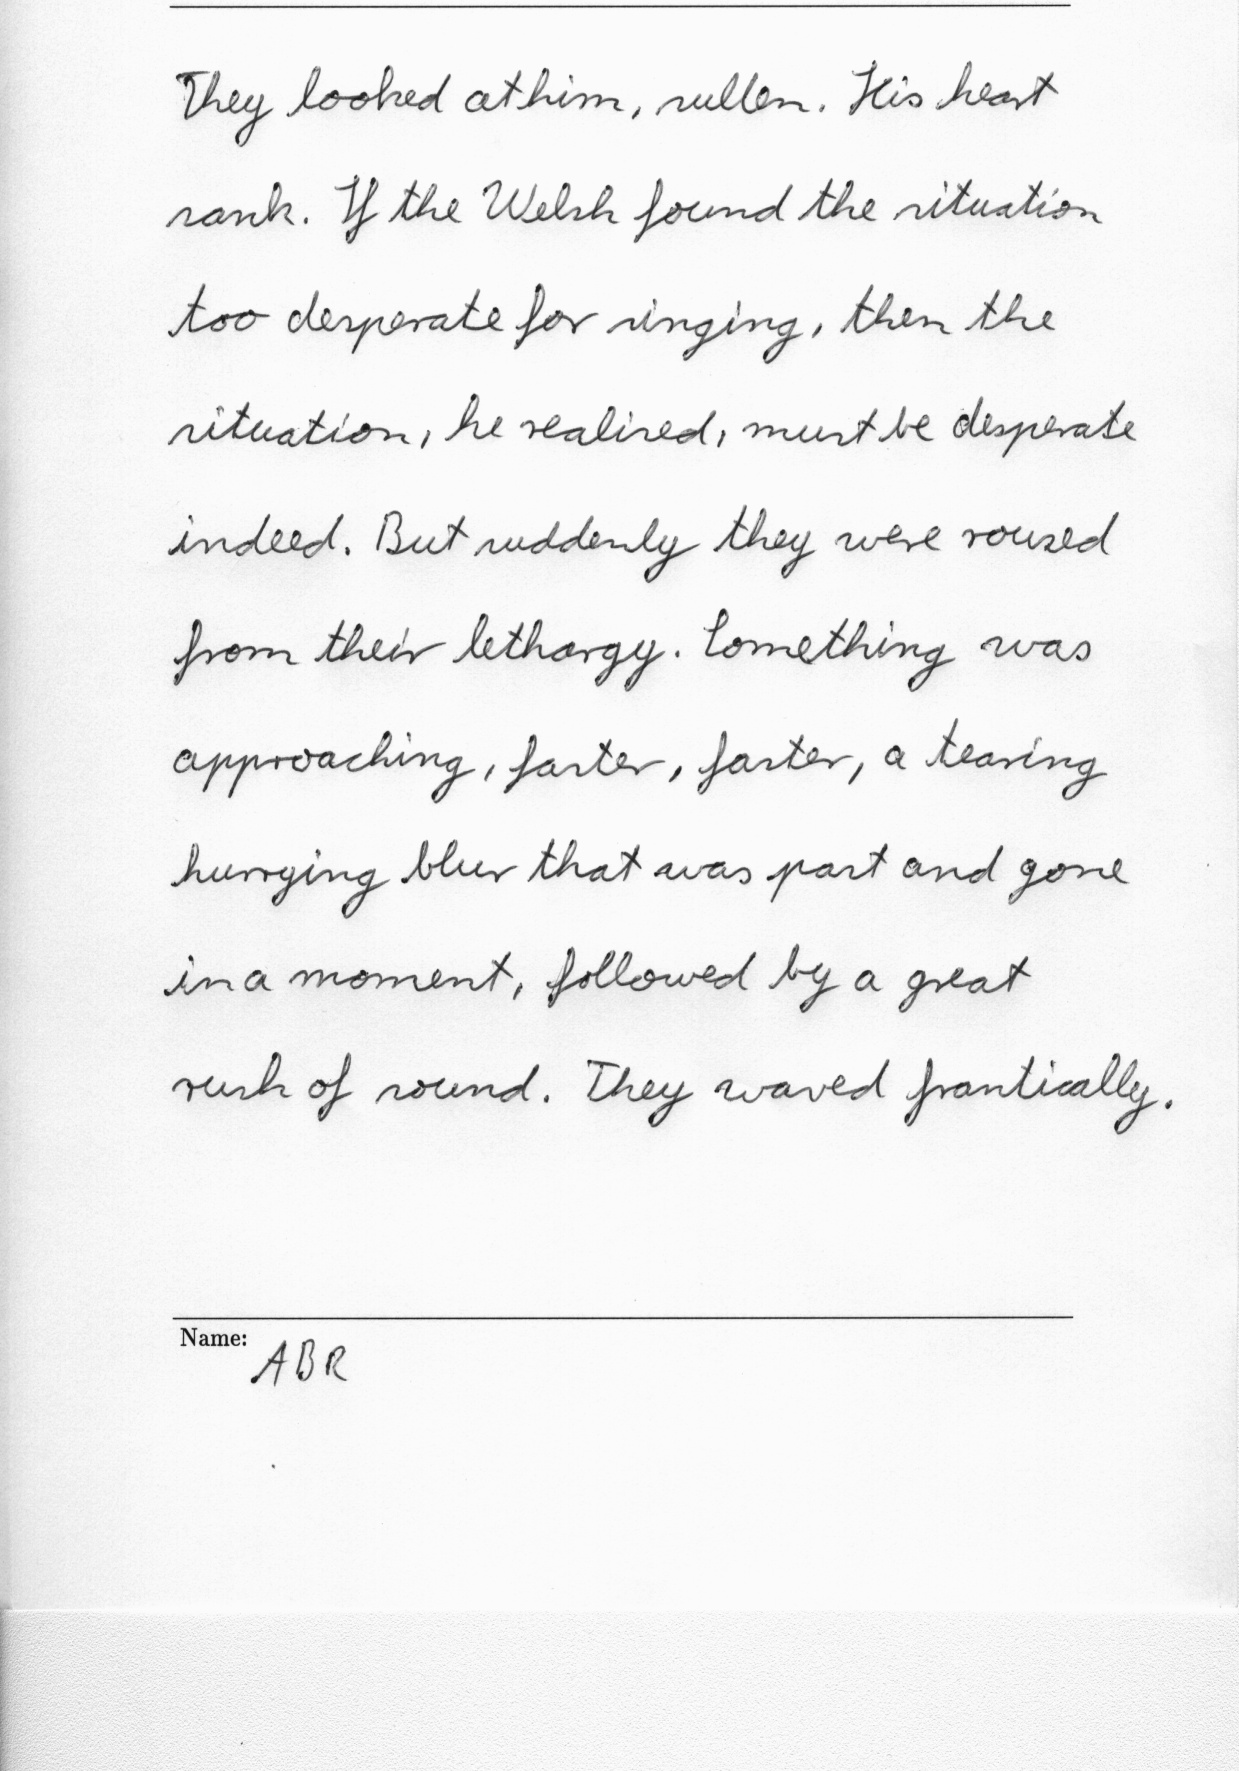 They looked at him, sullen. His heart
sank. If the Welsh found the situation
too desperate for singing, then the
situation, he realised, must be desperate
indeed. But suddenly they were roused
from their lethargy. Something was
approaching, faster, faster, a tearing
hurrying blur that was past and gone
in a moment, followed by a great
rush of sound. They waved frantically.
Name:
ABR